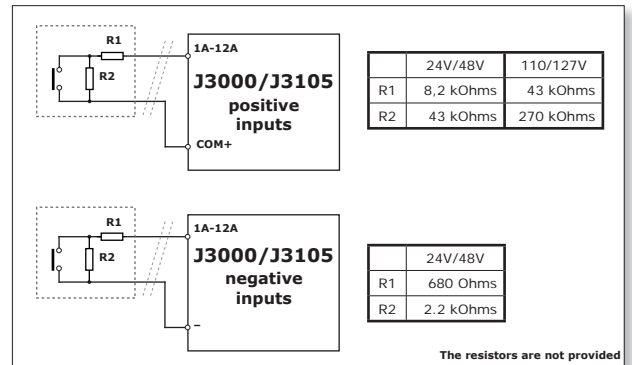 R1
R2
1A-12A
J3000/J3105
positive
inputs
COM+
24V/48V 110/127V
R1 8,2 kOhms 43 kOhms
R2 43 kOhms 270 kOhms
R1
R2
1A-12A
J3000/J3105
negative
inputs
–
24V/48V
R1 680 Ohms
R2 2.2 kOhms
The resistors are not provided